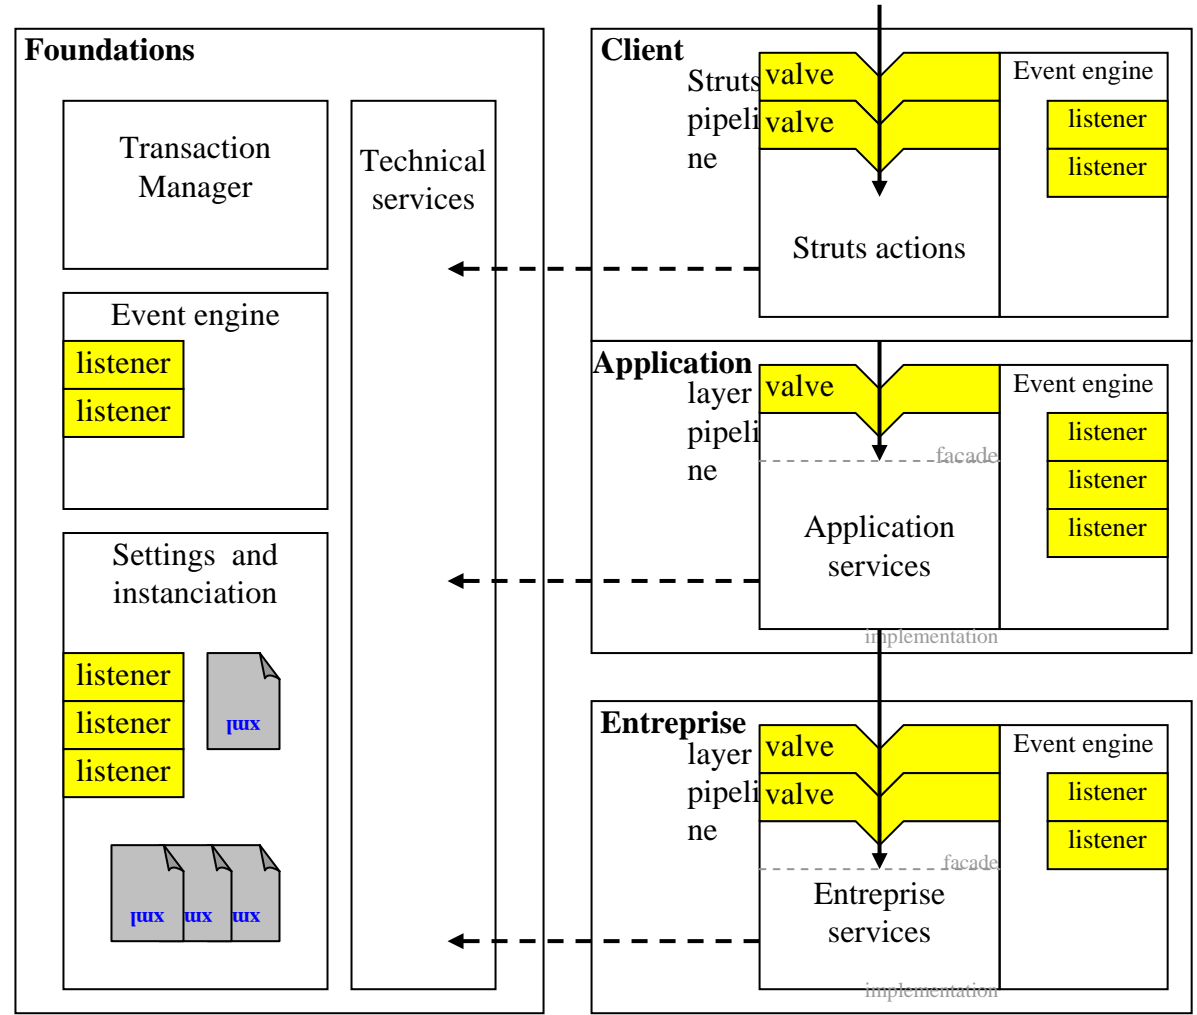 Foundations
Transaction
Manager
Technical
services
Event engine
listener
listener
Settings and
instanciation
listener
listener
listener
xml
xml
xml
xml
Client
Struts
pipeli
ne
valve
valve
Struts actions
Event engine
listener
listener
Application
layer
pipeli
ne
valve
facade
Application
services
implementation
Event engine
listener
listener
listener
Entreprise
layer
pipeli
ne
valve
valve
facade
Entreprise
services
implementation
Event engine
listener
listener